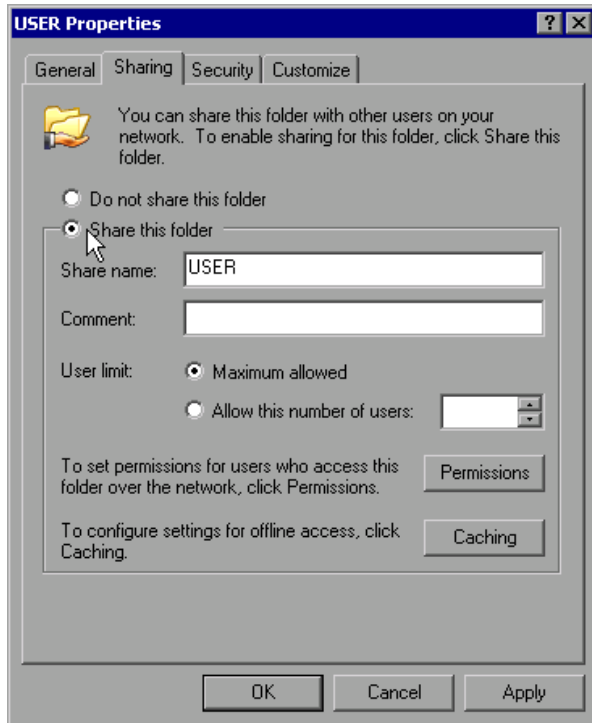 USER Properties
General Sharing Security Customize
You can share this folder with other users on your
network. To enable sharing for this folder, click Share this
folder.
Do not share this folder
Share this folder
Share name: USER
Comment:
User limit: Maximum allowed
Allow this number of users:
To set permissions for users who access this
folder over the network, click Permissions.
Permissions
To configure settings for offline access, click
Caching.
Caching
OK Cancel Apply